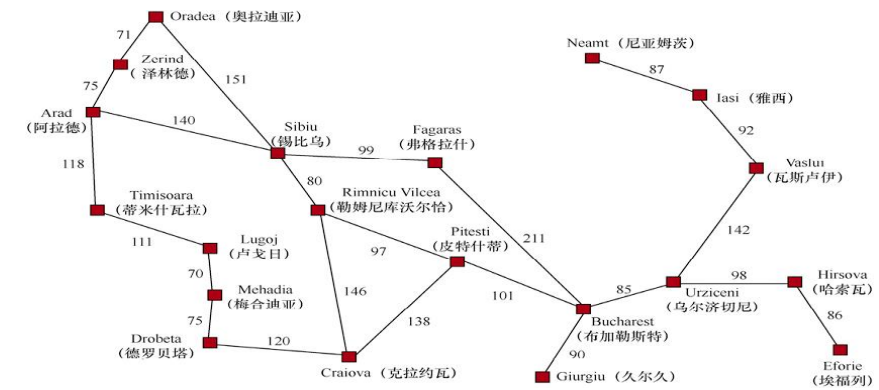 Oradea (奥拉迪亚)
71
Zerind
( 泽林德)
151
75
Arad
(阿拉德)
140
118
Sibiu
(锡比乌)
99
Fagaras
(弗格拉什)
80
Timisoara
(蒂米什瓦拉)
111
Rimnicu Vilcea
(勒姆尼库沃尔恰)
Lugoj
(卢戈日)
97
Pitesti
(皮特什蒂)
211
70
Mehadia
(梅合迪亚)
146
75
138
101
Drobeta
(德罗贝塔)
120
Craiova (克拉约瓦)
Neamt (尼亚姆茨)
87
Iasi (雅西)
92
Vaslui
(瓦斯卢伊)
142
85
98
Urziceni
(乌尔济切尼)
Hirsova
(哈索瓦)
86
Bucharest
(布加勒斯特)
90
Giurgiu (久尔久)
Eforie
(埃福列)